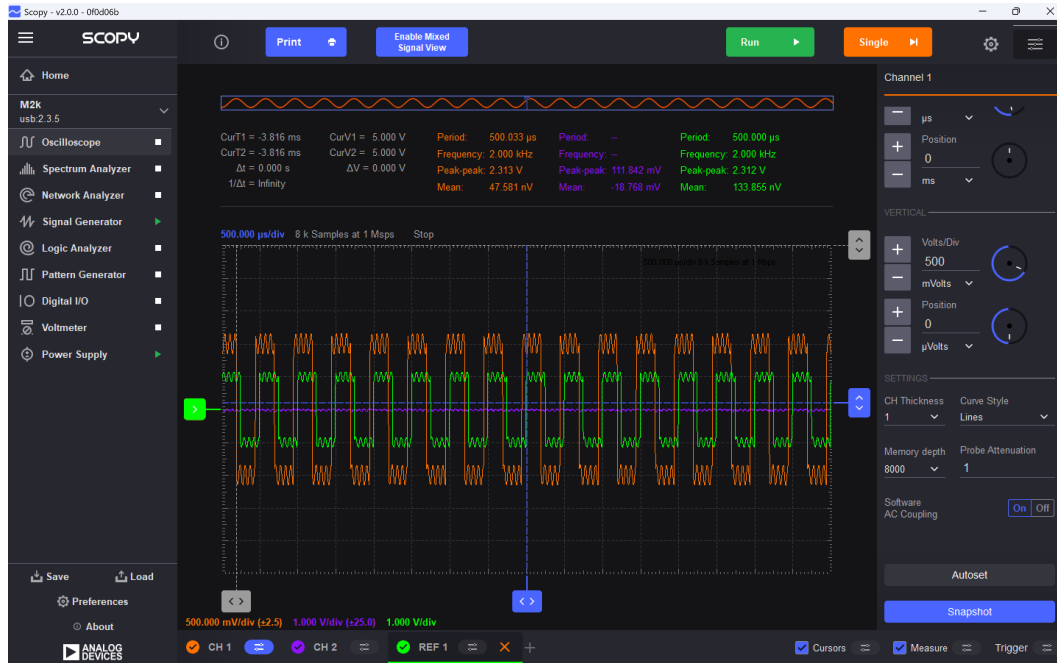 Scopy - v2.0.0 - 0f0d06b
SCOPY
Print
Enable Mixed
Signal View
Run
Single
Home
M2k
usb:2.3.5
Oscilloscope
Spectrum Analyzer
Network Analyzer
Signal Generator
Logic Analyzer
Pattern Generator
Digital I/O
Voltmeter
Power Supply
Save
Load
Preferences
About
ANALOG
DEVICES
CurT1 = -3.816 ms CurV1 = 5.000 V Period: 500.033 µs Period: -- Period: 500.000 µs
CurT2 = -3.816 ms CurV2 = 5.000 V Frequency: 2.000 kHz Frequency: -- Frequency: 2.000 kHz
Δt = 0.000 s ΔV = 0.000 V Peak-peak: 2.313 V Peak-peak: 111.842 mV Peak-peak: 2.312 V
1/Δt = Infinity Mean: 47.581 nV Mean: -18.768 mV Mean: 133.855 nV
500.000 µs/div 8 k Samples at 1 Msps Stop
500.000 µs/div 8 k Samples at 1 Msps
500.000 mV/div (±2.5) 1.000 V/div (±25.0) 1.000 V/div
CH 1
CH 2
REF 1
Cursors
Measure
Trigger
Channel 1
µs
Position
0
ms
VERTICAL
Volts/Div
500
mVolts
Position
0
µVolts
SETTINGS
CH Thickness Curve Style
1 Lines
Memory depth Probe Attenuation
8000 1
Software
AC Coupling
On Off
Autoset
Snapshot